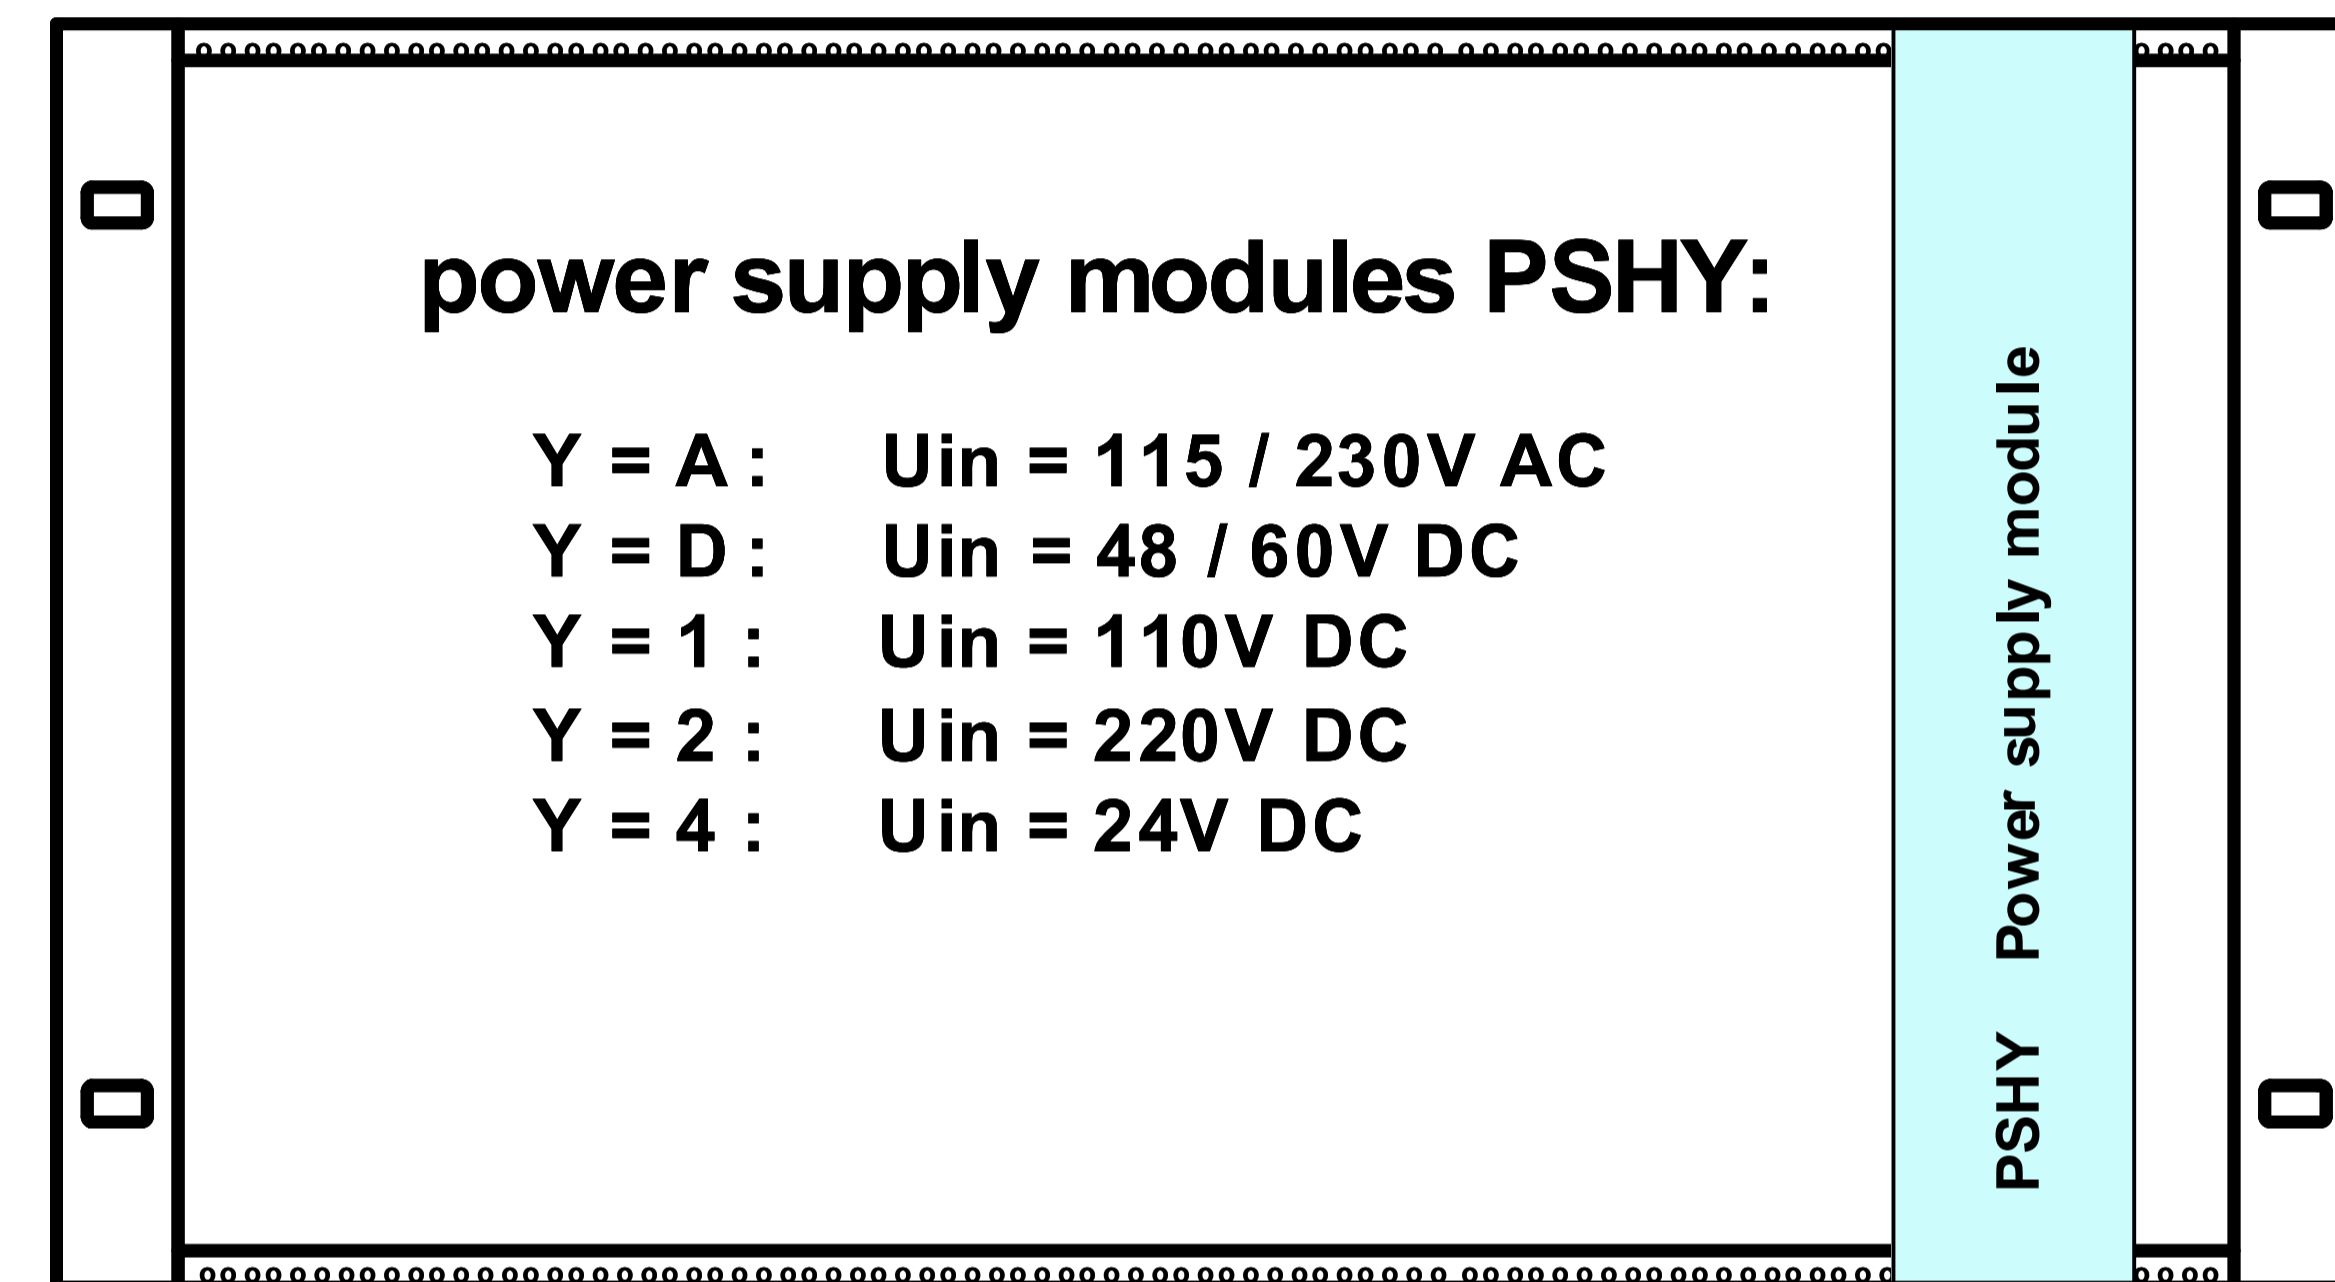 power supply modules PSHY:
Y = A : Uin = 115 / 230V AC
Y = D : Uin = 48 / 60V DC
Y = 1 : Uin = 110V DC
Y = 2 : Uin = 220V DC
Y = 4 : Uin = 24V DC
PSHY Power supply module